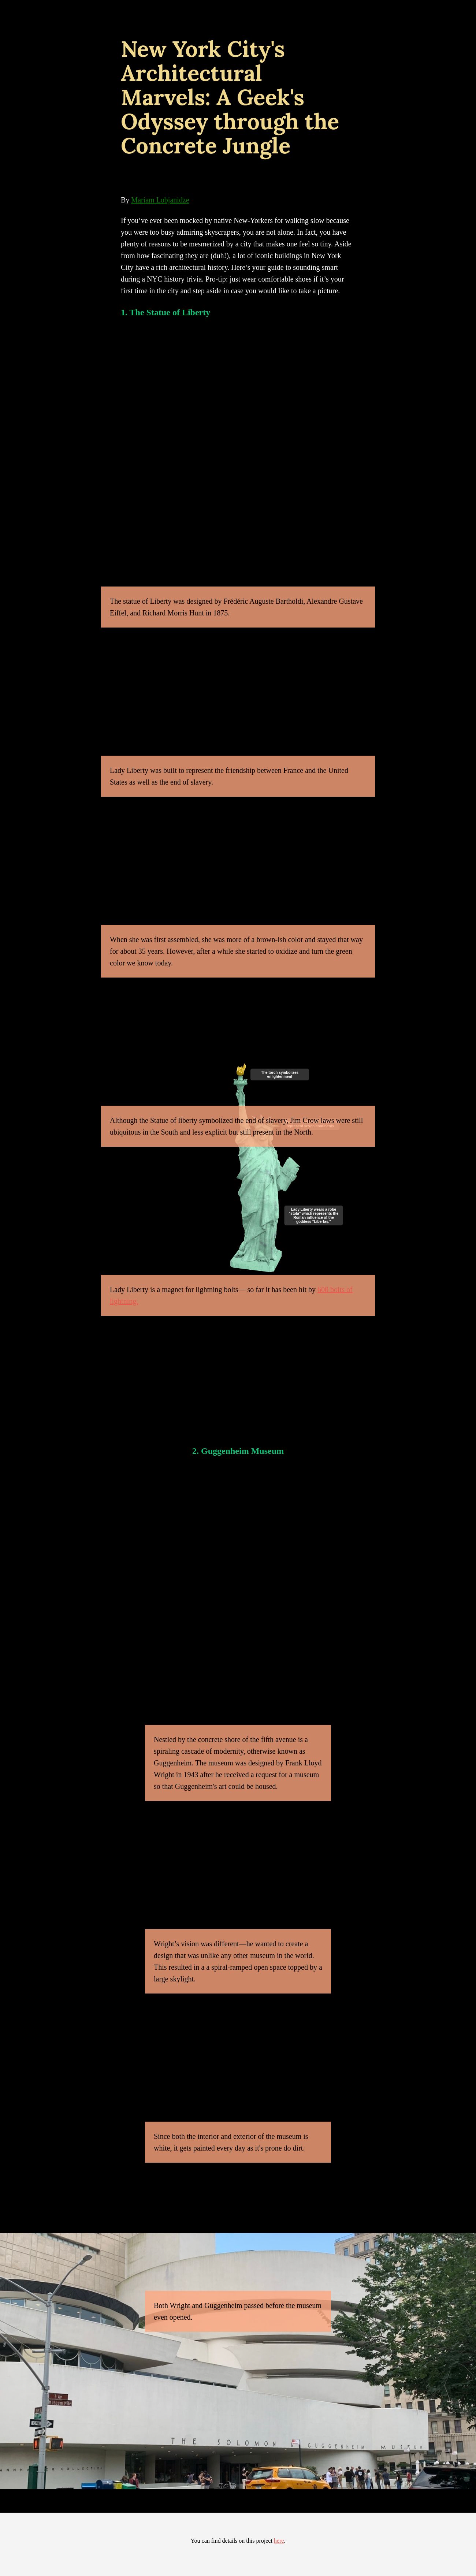 New York City's
Architectural
Marvels: A Geek's
Odyssey through the
Concrete Jungle
By Mariam Lobjanidze
If you’ve ever been mocked by native New-Yorkers for walking slow because
you were too busy admiring skyscrapers, you are not alone. In fact, you have
plenty of reasons to be mesmerized by a city that makes one feel so tiny. Aside
from how fascinating they are (duh!), a lot of iconic buildings in New York
City have a rich architectural history. Here’s your guide to sounding smart
during a NYC history trivia. Pro-tip: just wear comfortable shoes if it’s your
first time in the city and step aside in case you would like to take a picture.
1. The Statue of Liberty
The statue of Liberty was designed by Frédéric Auguste Bartholdi, Alexandre Gustave
Eiffel, and Richard Morris Hunt in 1875.
Lady Liberty was built to represent the friendship between France and the United
States as well as the end of slavery.
When she was first assembled, she was more of a brown-ish color and stayed that way
for about 35 years. However, after a while she started to oxidize and turn the green
color we know today.
The torch symbolizes
enlightenment
Although the Statue of liberty symbolized the end of slavery, Jim Crow laws were still
ubiquitous in the South and less explicit but still present in the North.
Lady Liberty wears a robe
"stola" which represents the
Roman influence of the
goddess "Libertas."
Lady Liberty is a magnet for lightning bolts— so far it has been hit by
2. Guggenheim Museum
Nestled by the concrete shore of the fifth avenue is a
spiraling cascade of modernity, otherwise known as
Guggenheim. The museum was designed by Frank Lloyd
Wright in 1943 after he received a request for a museum
so that Guggenheim's art could be housed.
Wright’s vision was different—he wanted to create a
design that was unlike any other museum in the world.
This resulted in a a spiral-ramped open space topped by a
large skylight.
Since both the interior and exterior of the museum is
white, it gets painted every day as it's prone do dirt.
Both Wright and Guggenheim passed before the museum
even opened.
THE SOLOMON R. GUGGENHEIM MUSEUM
You can find details on this project here.